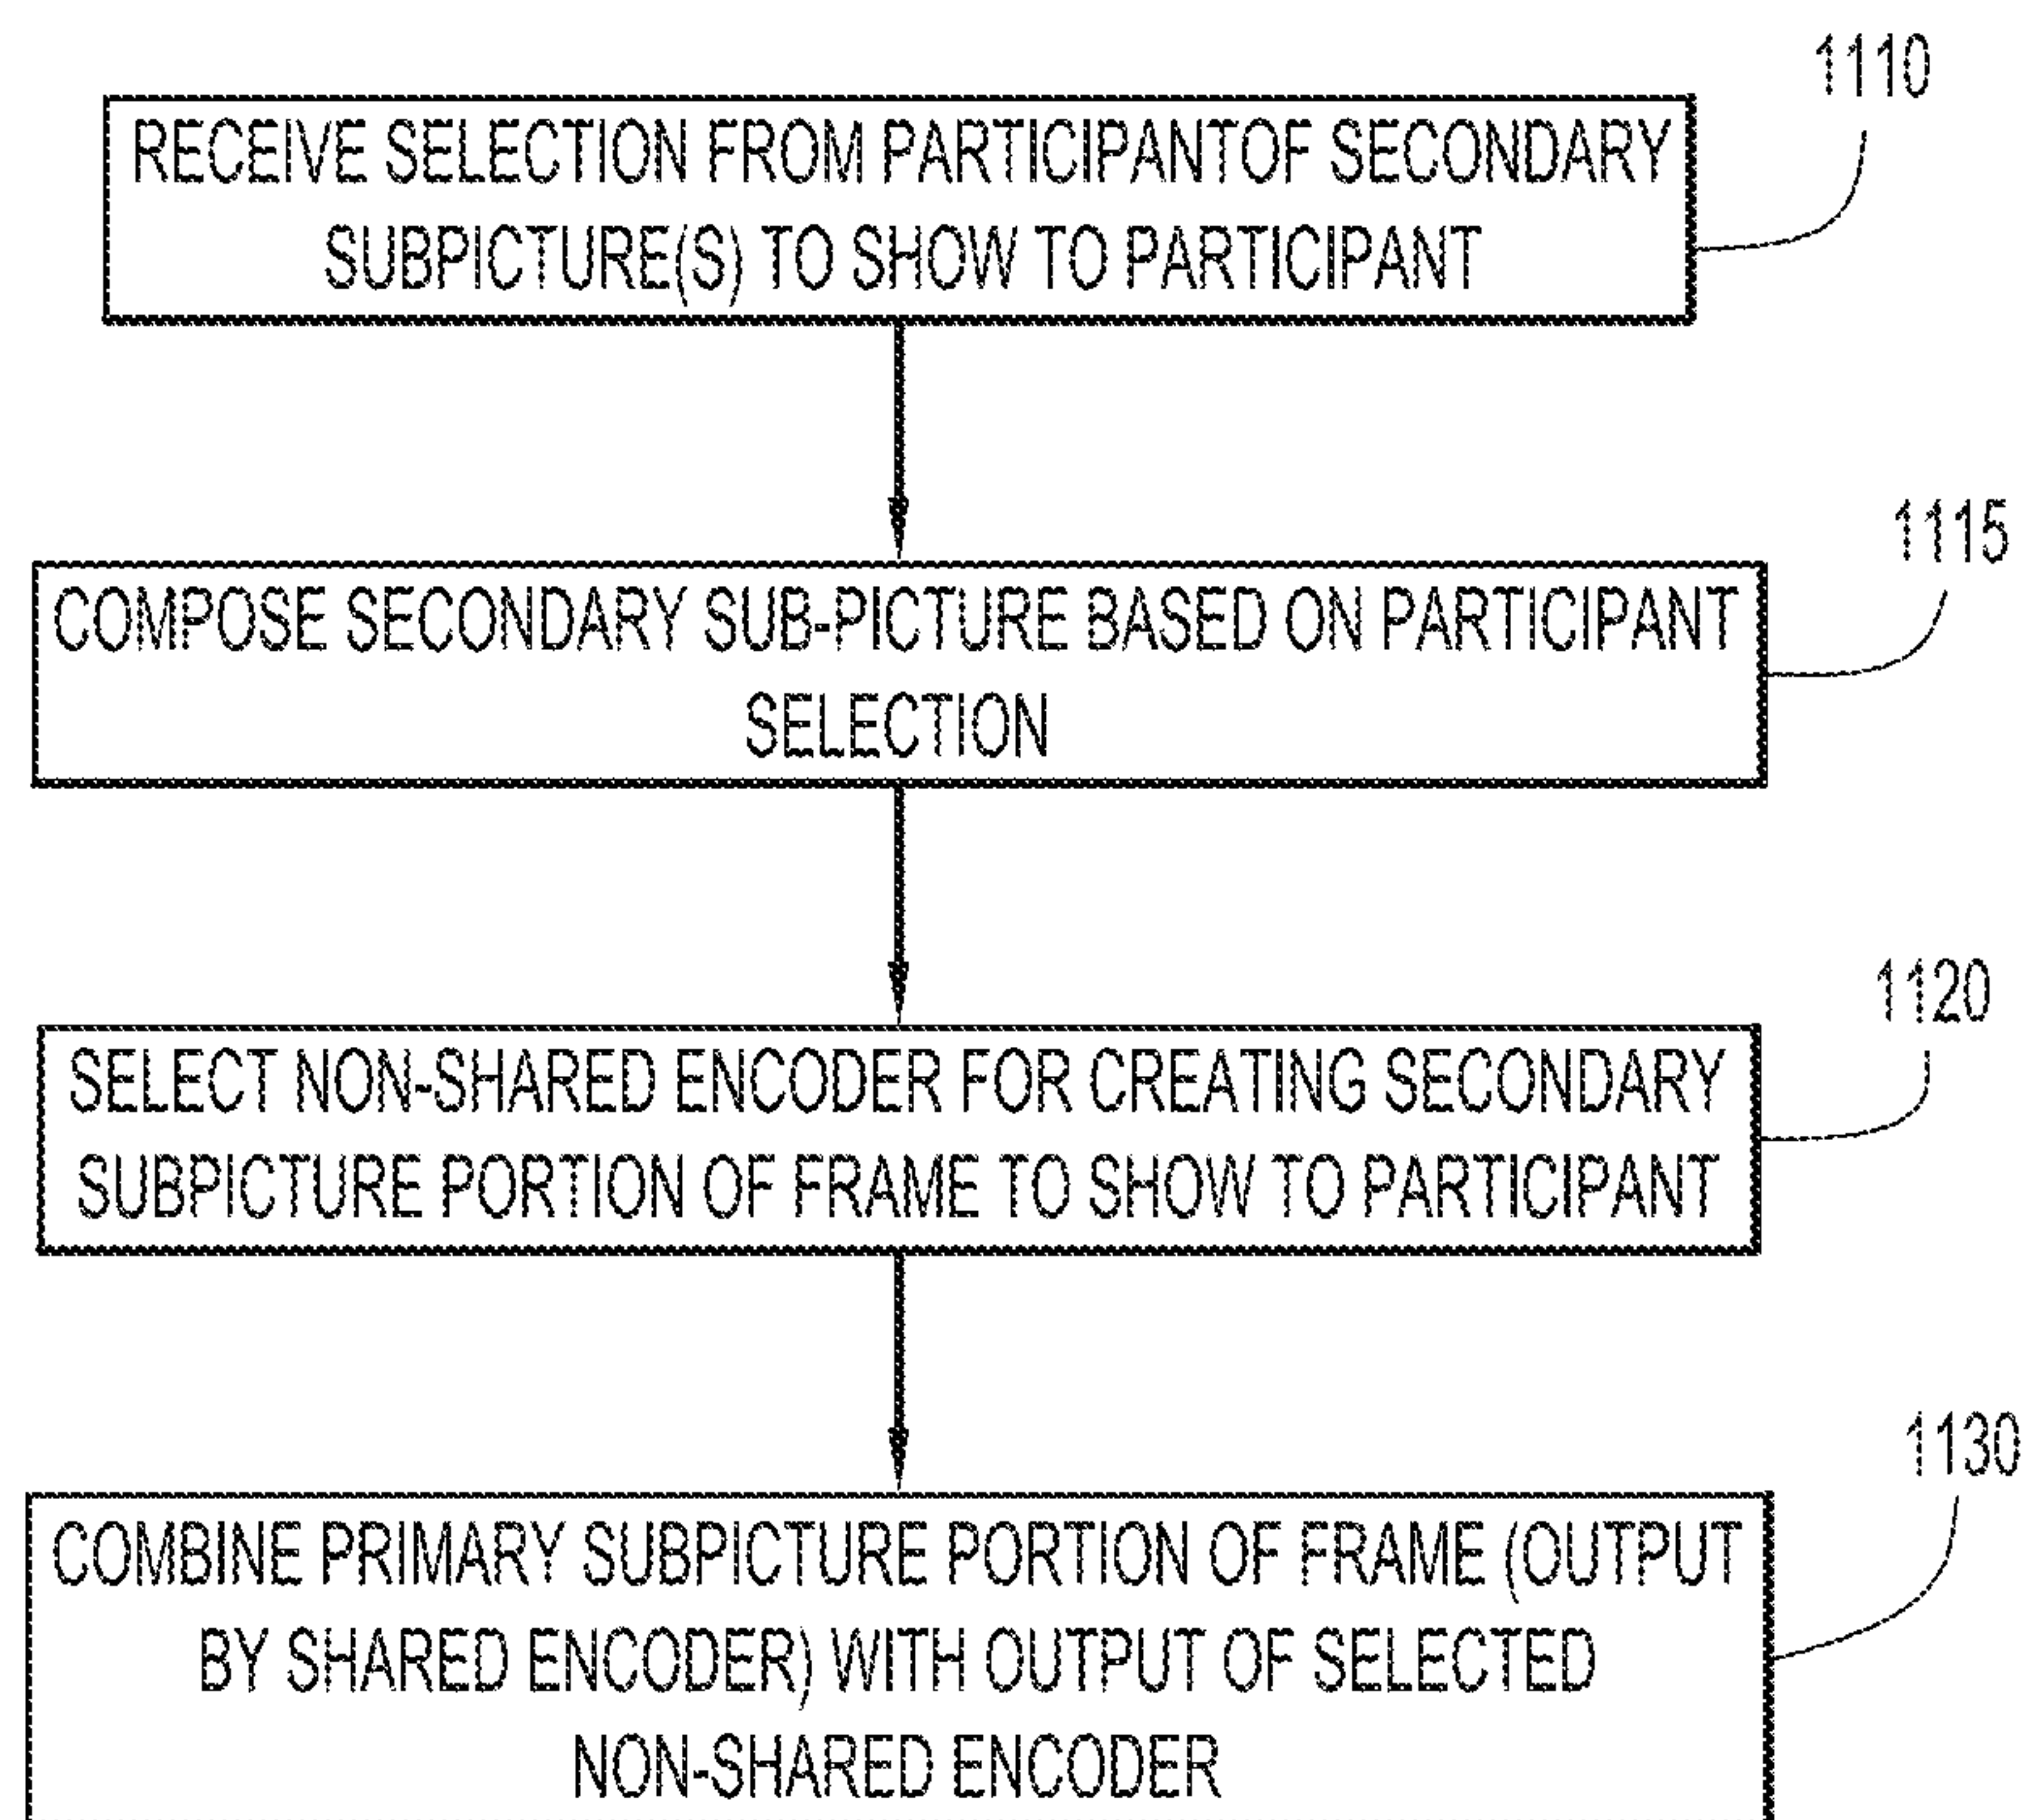 1110
RECEIVE SELECTION FROM PARTICIPANTOF SECONDARY
SUBPICTURE(S) TO SHOW TO PARTICIPANT
1115
COMPOSE SECONDARY SUB-PICTURE BASED ON PARTICIPANT
SELECTION
1120
SELECT NON-SHARED ENCODER FOR CREATING SECONDARY
SUBPICTURE PORTION OF FRAME TO SHOW TO PARTICIPANT
1130
COMBINE PRIMARY SUBPICTURE PORTION OF FRAME (OUTPUT
BY SHARED ENCODER) WITH OUTPUT OF SELECTED
NON-SHARED ENCODER